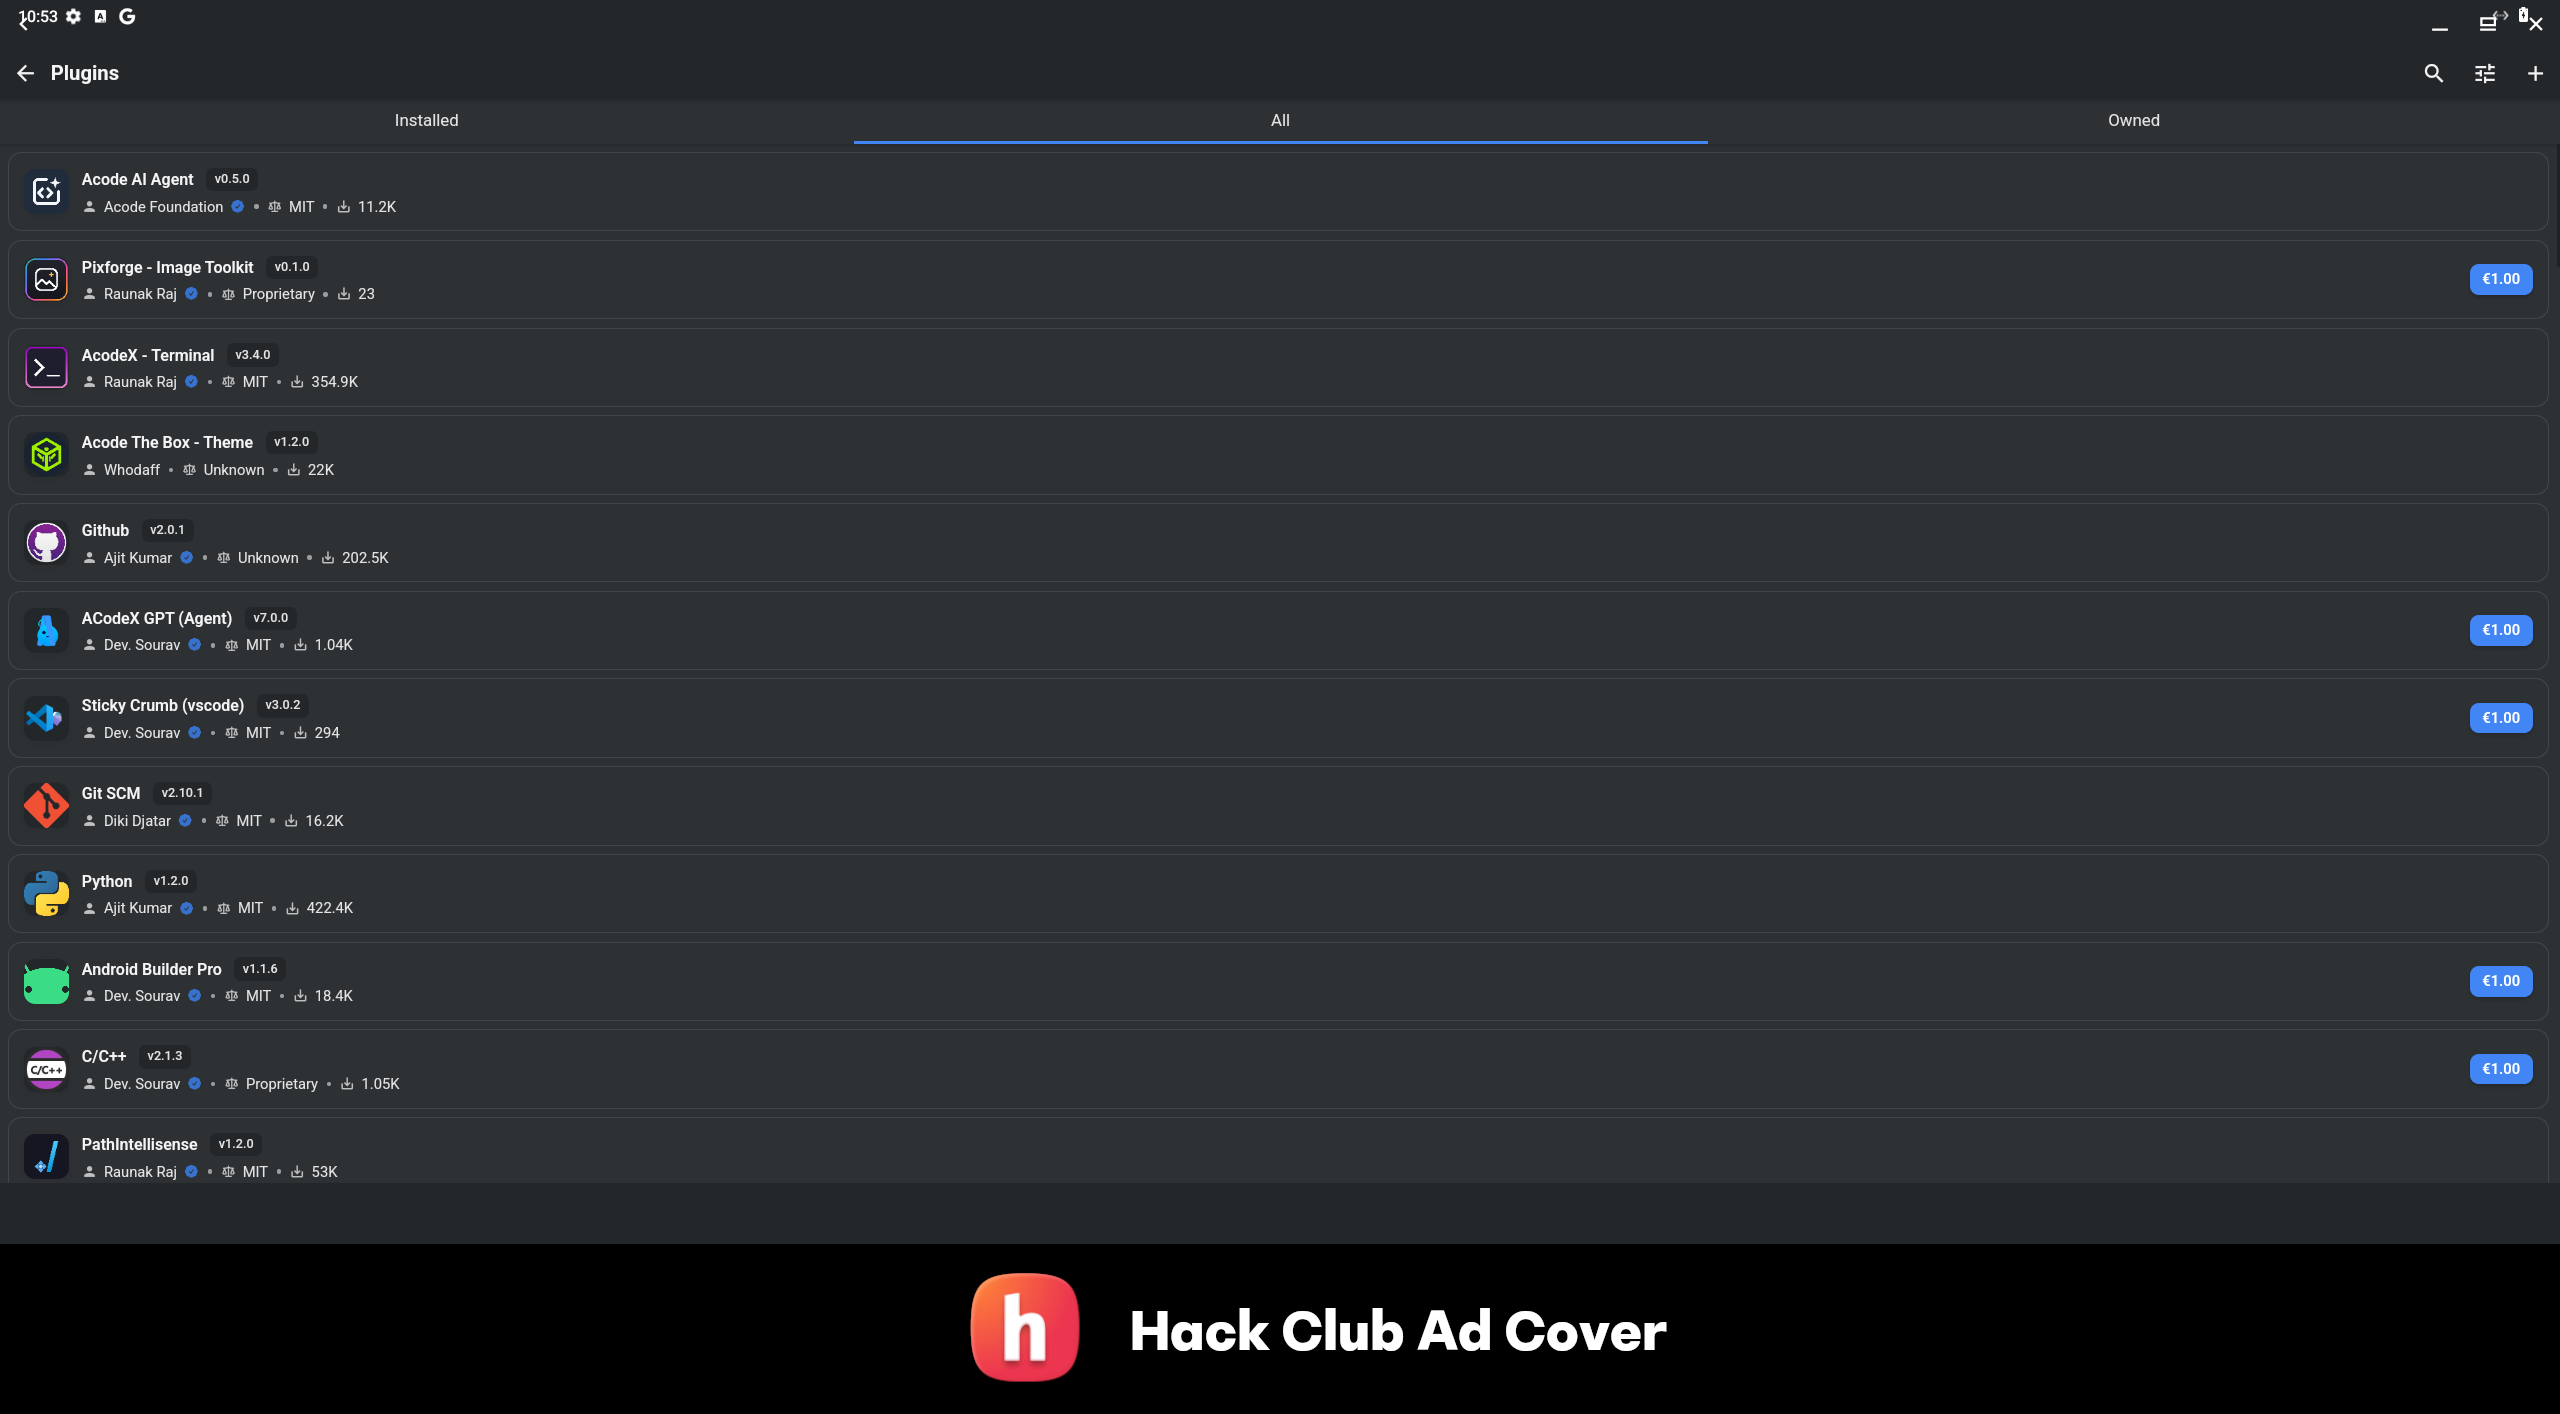 10:53
Plugins
Installed
All
Owned
Acode AI Agent v0.5.0
Acode Foundation • MIT • 11.2K
Pixforge - Image Toolkit v0.1.0
Raunak Raj • Proprietary • 23
€1.00
AcodeX - Terminal v3.4.0
Raunak Raj • MIT • 354.9K
Acode The Box - Theme v1.2.0
Whodaff • Unknown • 22K
Github v2.0.1
Ajit Kumar • Unknown • 202.5K
ACodeX GPT (Agent) v7.0.0
Dev. Sourav • MIT • 1.04K
€1.00
Sticky Crumb (vscode) v3.0.2
Dev. Sourav • MIT • 294
€1.00
Git SCM v2.10.1
Diki Djatar • MIT • 16.2K
Python v1.2.0
Ajit Kumar • MIT • 422.4K
Android Builder Pro v1.1.6
Dev. Sourav • MIT • 18.4K
€1.00
C/C++
C/C++ v2.1.3
Dev. Sourav • Proprietary • 1.05K
€1.00
PathIntellisense v1.2.0
Raunak Raj • MIT • 53K
h
Hack Club Ad Cover